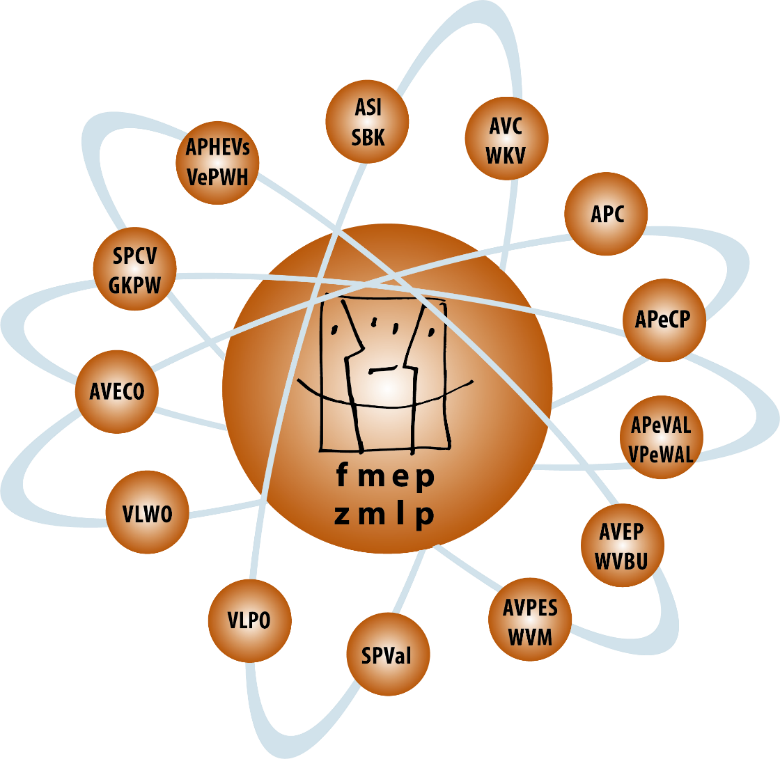 ASI
SBK
AVC
WKV
APHEVs
VePWH
APC
SPCV
GKPW
APeCP
AVECO
APeVAL
VPeWAL
fmep
zmlp
VLWO
AVEP
WVBU
VLPO
AVPES
WVM
SPVal